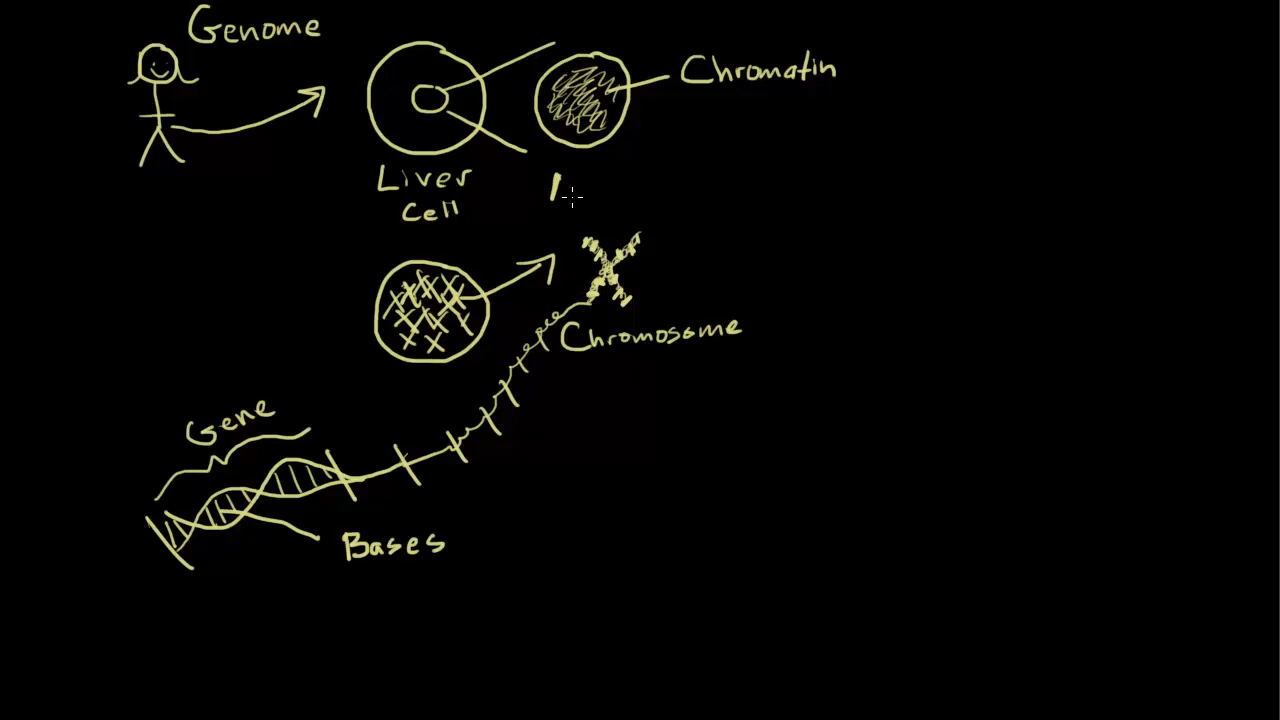 Genome
Chromatin
Liver
Cell
Chromosome
Gene
Bases